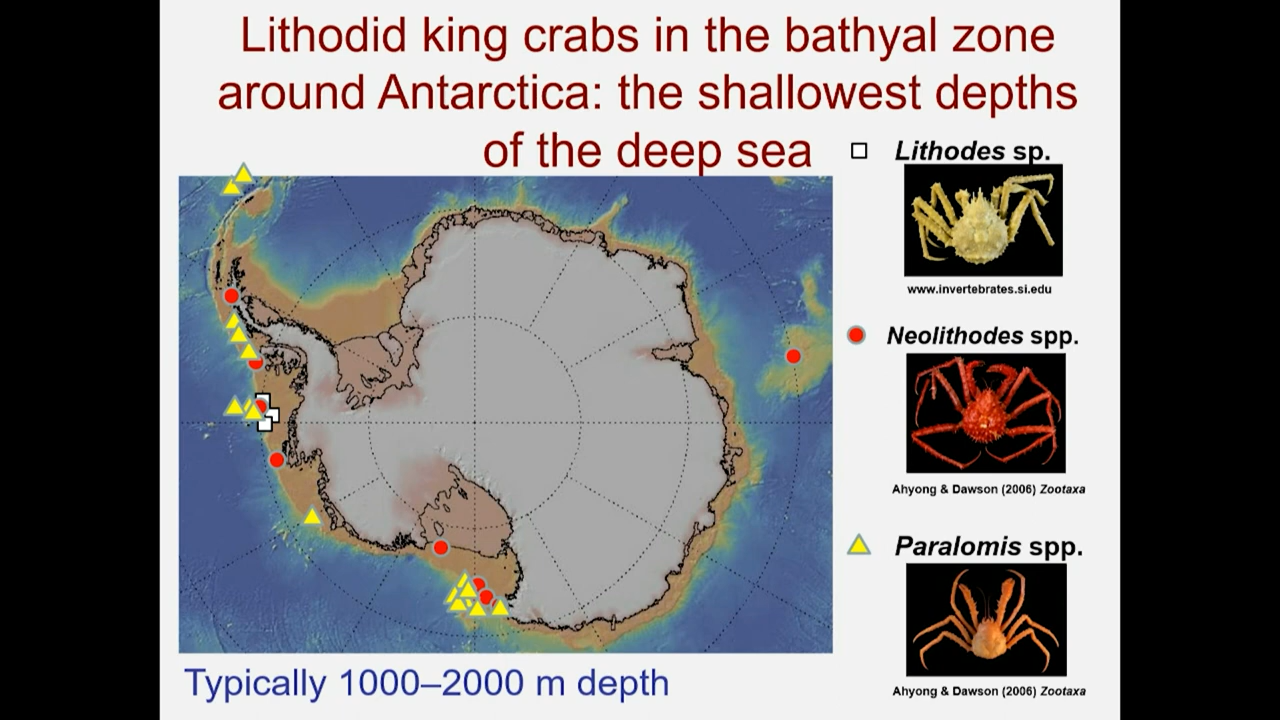 Lithodid king crabs in the bathyal zone
around Antarctica: the shallowest depths
of the deep sea
Lithodes sp.
www.invertebrates.si.edu
Neolithodes spp.
Ahyong & Dawson (2006) Zootaxa
Paralomis spp.
Ahyong & Dawson (2006) Zootaxa
Typically 1000–2000 m depth